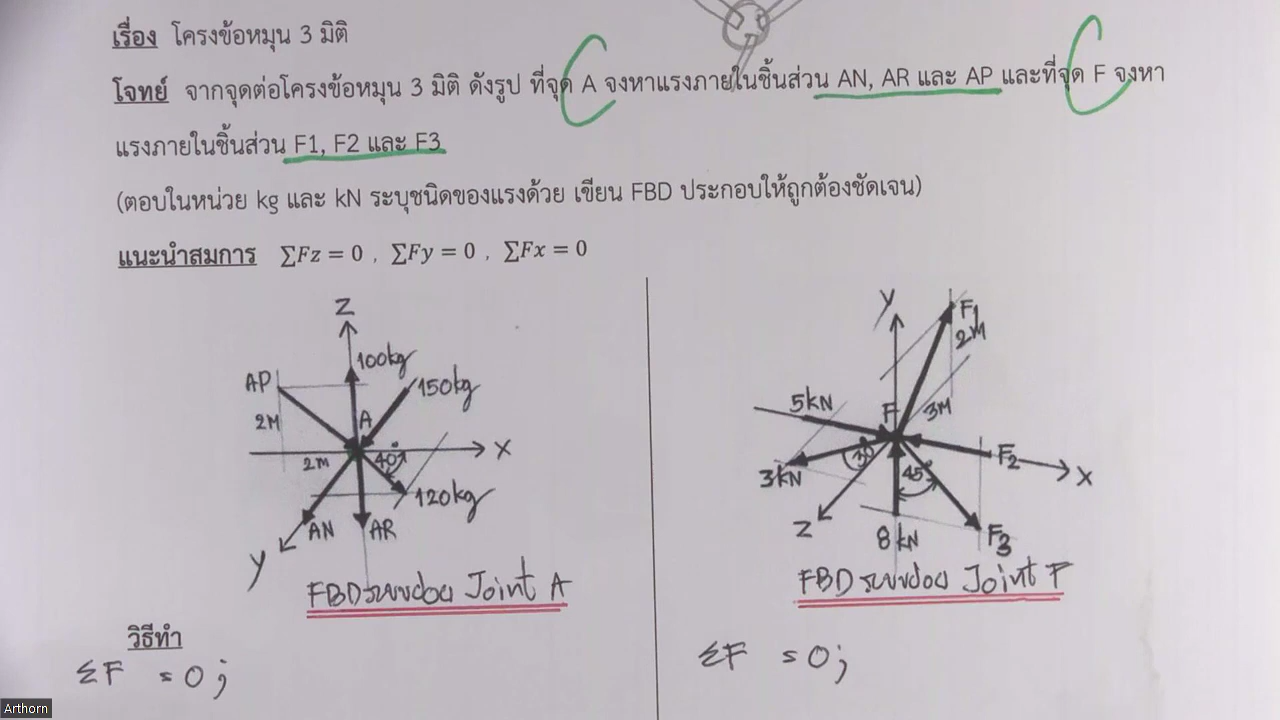 เรื่อง โครงข้อหมุน 3 มิติ
โจทย์ จากจุดต่อโครงข้อหมุน 3 มิติ ดังรูป ที่จุด A จงหาแรงภายในชิ้นส่วน AN, AR และ AP และที่จุด F จงหา
แรงภายในชิ้นส่วน F1, F2 และ F3
(ตอบในหน่วย kg และ kN ระบุชนิดของแรงด้วย เขียน FBD ประกอบให้ถูกต้องชัดเจน)
แนะนำสมการ ∑Fz = 0 , ∑Fy = 0 , ∑Fx = 0
Z
100kg
AP
150kg
2M
A
X
2M
40°
120kg
AN
AR
y
FBDระบบย่อย Joint A
y
F1
2M
5kN
F
3M
3kN
30
45°
F2
X
Z
8kN
F3
FBDระบบย่อย Joint F
วิธีทำ
ΣF = 0;
ΣF = 0;
Arthorn